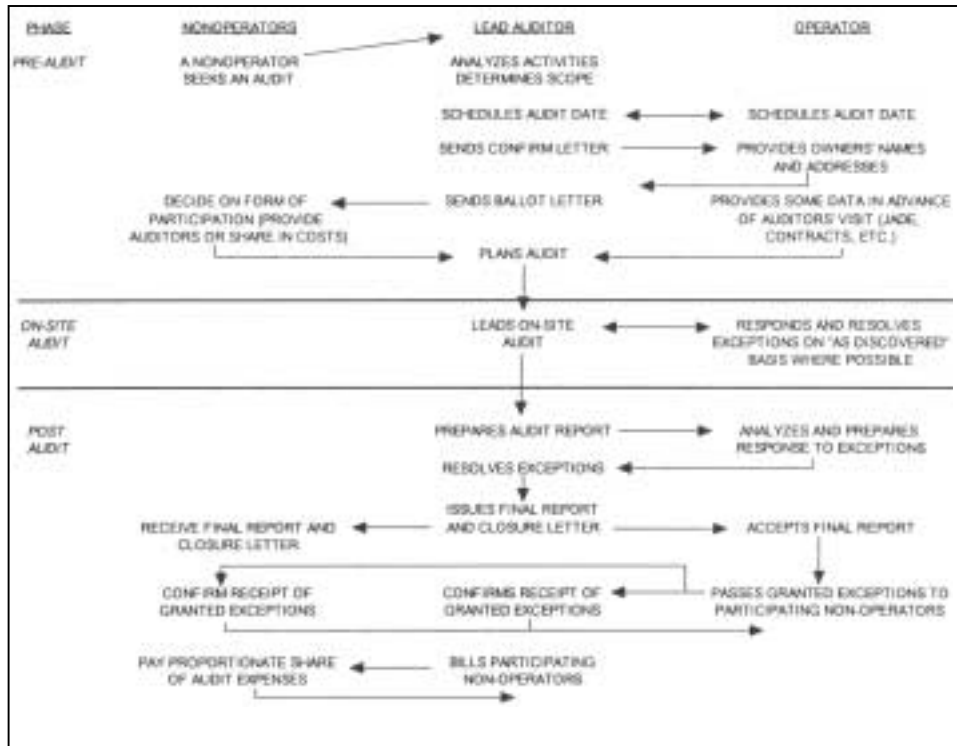 PHASE NONOPERATORS LEAD AUDITOR OPERATOR
PRE-AUDIT A NONOPERATOR ANALYZES ACTIVITIES
SEEKS AN AUDIT DETERMINES SCOPE
SCHEDULES AUDIT DATE SCHEDULES AUDIT DATE
SENDS CONFIRM LETTER PROVIDES OWNERS' NAMES
AND ADDRESSES
DECIDE ON FORM OF SENDS BALLOT LETTER PROVIDES SOME DATA IN ADVANCE
PARTICIPATION (PROVIDE OF AUDITORS' VISIT (JADE,
AUDITORS OR SHARE IN COSTS) CONTRACTS, ETC.)
PLANS AUDIT
ON-SITE LEADS ON-SITE RESPONDS AND RESOLVES
AUDIT AUDIT EXCEPTIONS ON "AS DISCOVERED"
BASIS WHERE POSSIBLE
POST PREPARES AUDIT REPORT ANALYZES AND PREPARES
AUDIT RESPONSE TO EXCEPTIONS
RESOLVES EXCEPTIONS
ISSUES FINAL REPORT
RECEIVE FINAL REPORT AND AND CLOSURE LETTER ACCEPTS FINAL REPORT
CLOSURE LETTER
CONFIRM RECEIPT OF CONFIRMS RECEIPT OF PASSES GRANTED EXCEPTIONS TO
GRANTED EXCEPTIONS GRANTED EXCEPTIONS PARTICIPATING NON-OPERATORS
PAY PROPORTIONATE SHARE BILLS PARTICIPATING
OF AUDIT EXPENSES NON-OPERATORS